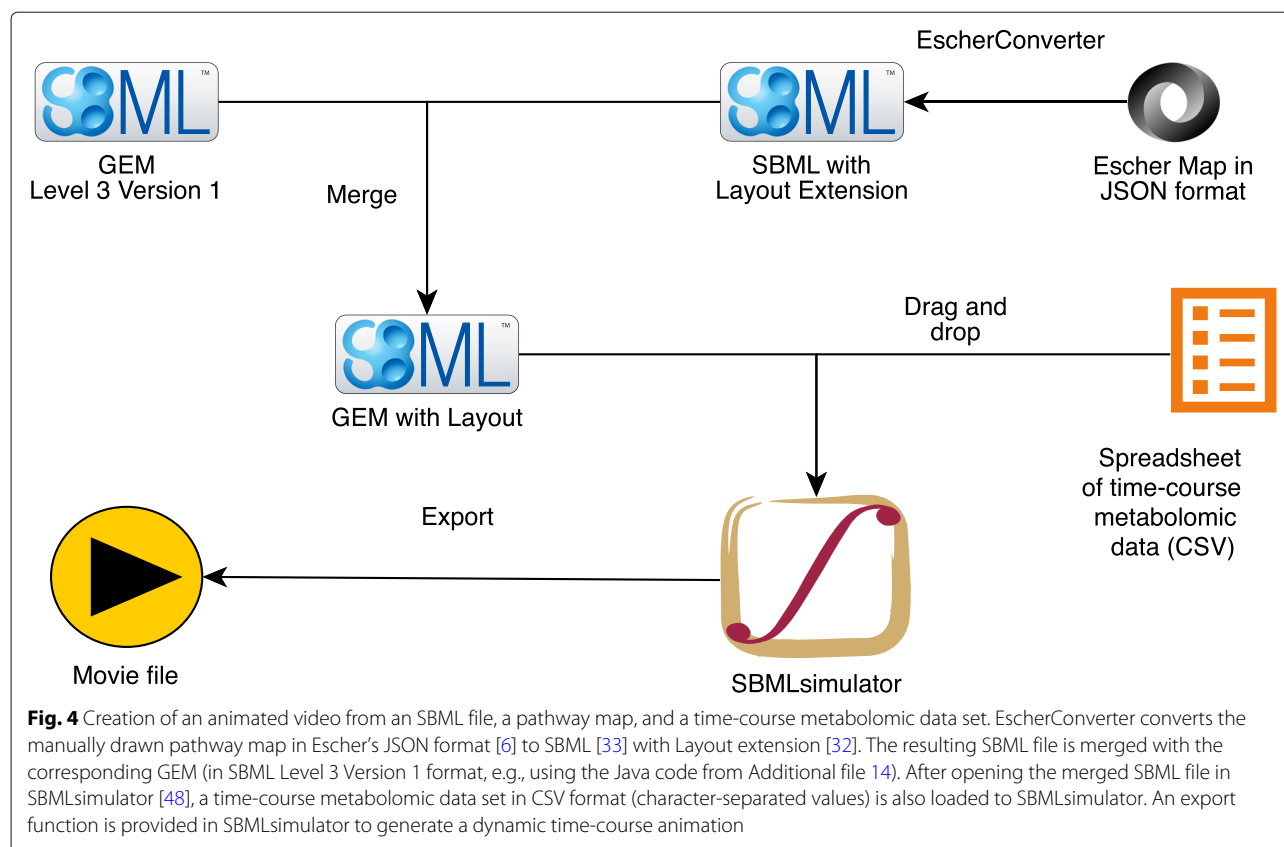 EscherConverter
SBML™
SBML™
GEM
Level 3 Version 1
SBML with
Layout Extension
Escher Map in
JSON format
Merge
Drag and
drop
SBML™
GEM with Layout
Spreadsheet
of time-course
metabolomic
data (CSV)
Export
Movie file
SBMLsimulator
Fig. 4 Creation of an animated video from an SBML file, a pathway map, and a time-course metabolomic data set. EscherConverter converts the
manually drawn pathway map in Escher's JSON format [6] to SBML [33] with Layout extension [32]. The resulting SBML file is merged with the
corresponding GEM (in SBML Level 3 Version 1 format, e.g., using the Java code from Additional file 14). After opening the merged SBML file in
SBMLsimulator [48], a time-course metabolomic data set in CSV format (character-separated values) is also loaded to SBMLsimulator. An export
function is provided in SBMLsimulator to generate a dynamic time-course animation